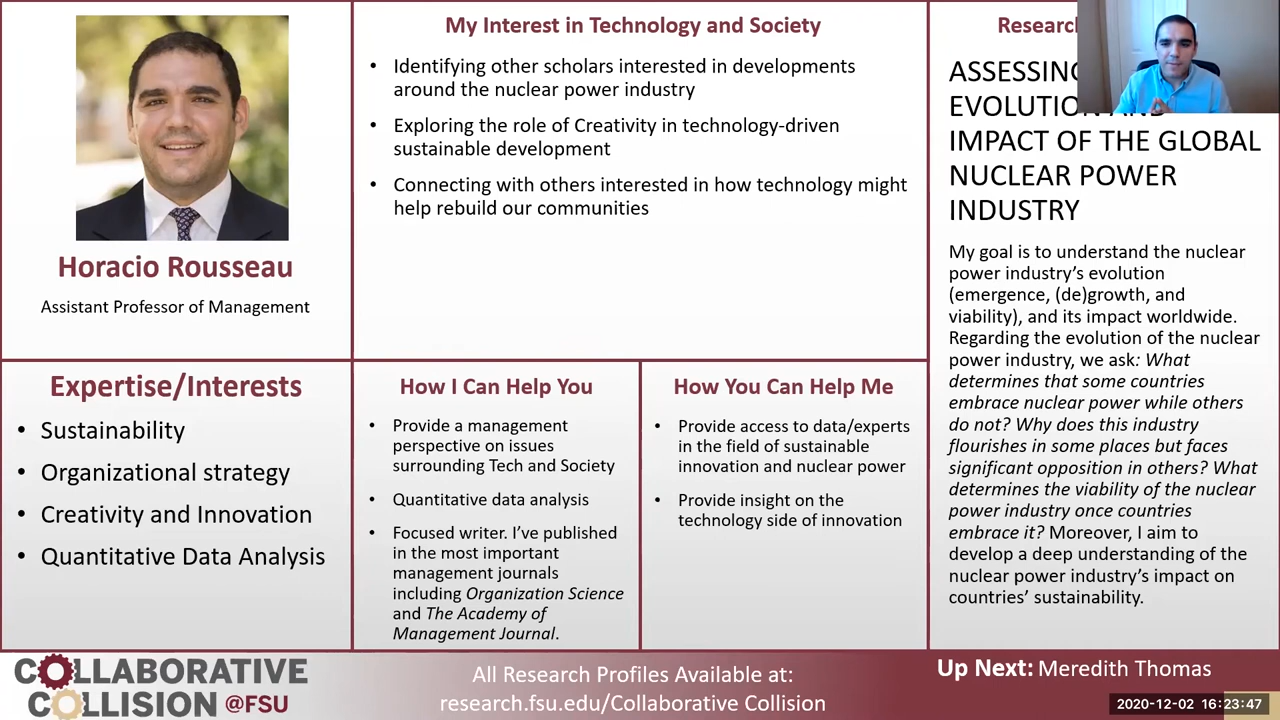 Horacio Rousseau
Assistant Professor of Management
My Interest in Technology and Society
• Identifying other scholars interested in developments
around the nuclear power industry
• Exploring the role of Creativity in technology-driven
sustainable development
• Connecting with others interested in how technology might
help rebuild our communities
Expertise/Interests
• Sustainability
• Organizational strategy
• Creativity and Innovation
• Quantitative Data Analysis
How I Can Help You
• Provide a management
perspective on issues
surrounding Tech and Society
• Quantitative data analysis
• Focused writer. I've published
in the most important
management journals
including Organization Science
and The Academy of
Management Journal.
How You Can Help Me
• Provide access to data/experts
in the field of sustainable
innovation and nuclear power
• Provide insight on the
technology side of innovation
Research
ASSESSING
EVOLUTION AND
IMPACT OF THE GLOBAL
NUCLEAR POWER
INDUSTRY
My goal is to understand the nuclear
power industry's evolution
(emergence, (de)growth, and
viability), and its impact worldwide.
Regarding the evolution of the nuclear
power industry, we ask: What
determines that some countries
embrace nuclear power while others
do not? Why does this industry
flourishes in some places but faces
significant opposition in others? What
determines the viability of the nuclear
power industry once countries
embrace it? Moreover, I aim to
develop a deep understanding of the
nuclear power industry's impact on
countries' sustainability.
COLLABORATIVE
COLLISION @FSU
All Research Profiles Available at:
research.fsu.edu/Collaborative Collision
Up Next: Meredith Thomas
2020-12-02 16:23:47